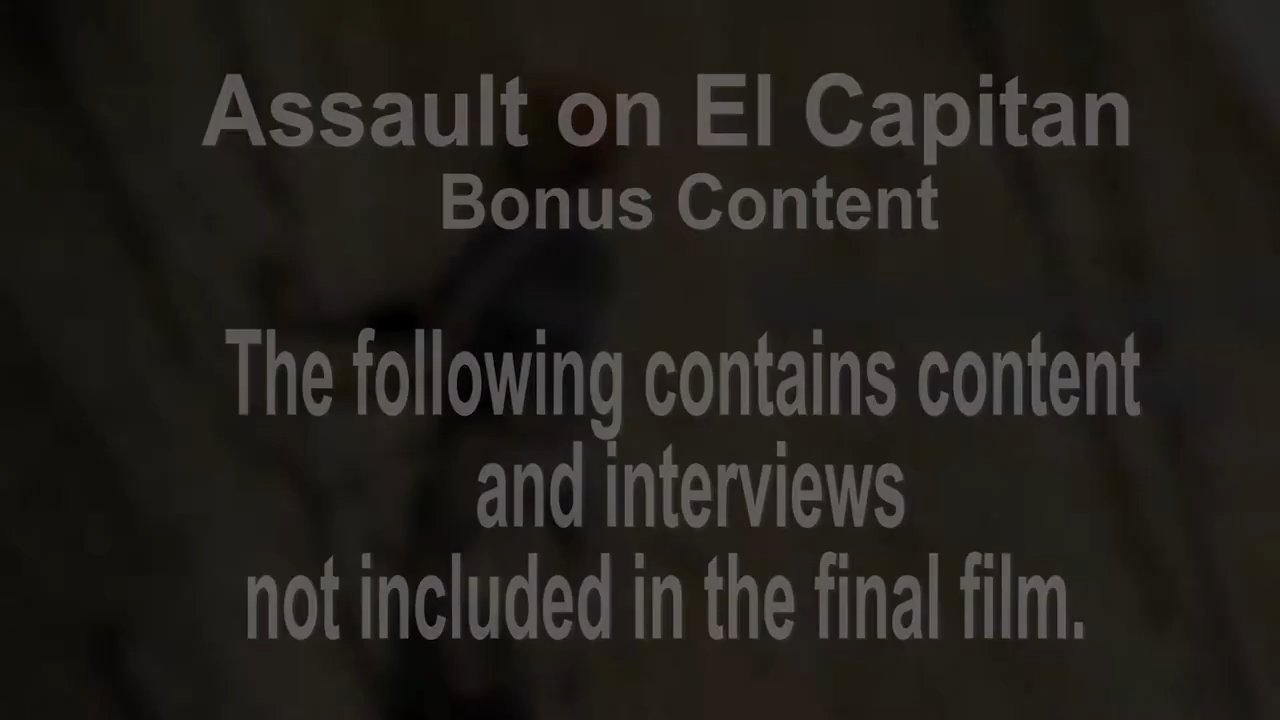 Assault on El Capitan
Bonus Content
The following contains content
and interviews
not included in the final film.